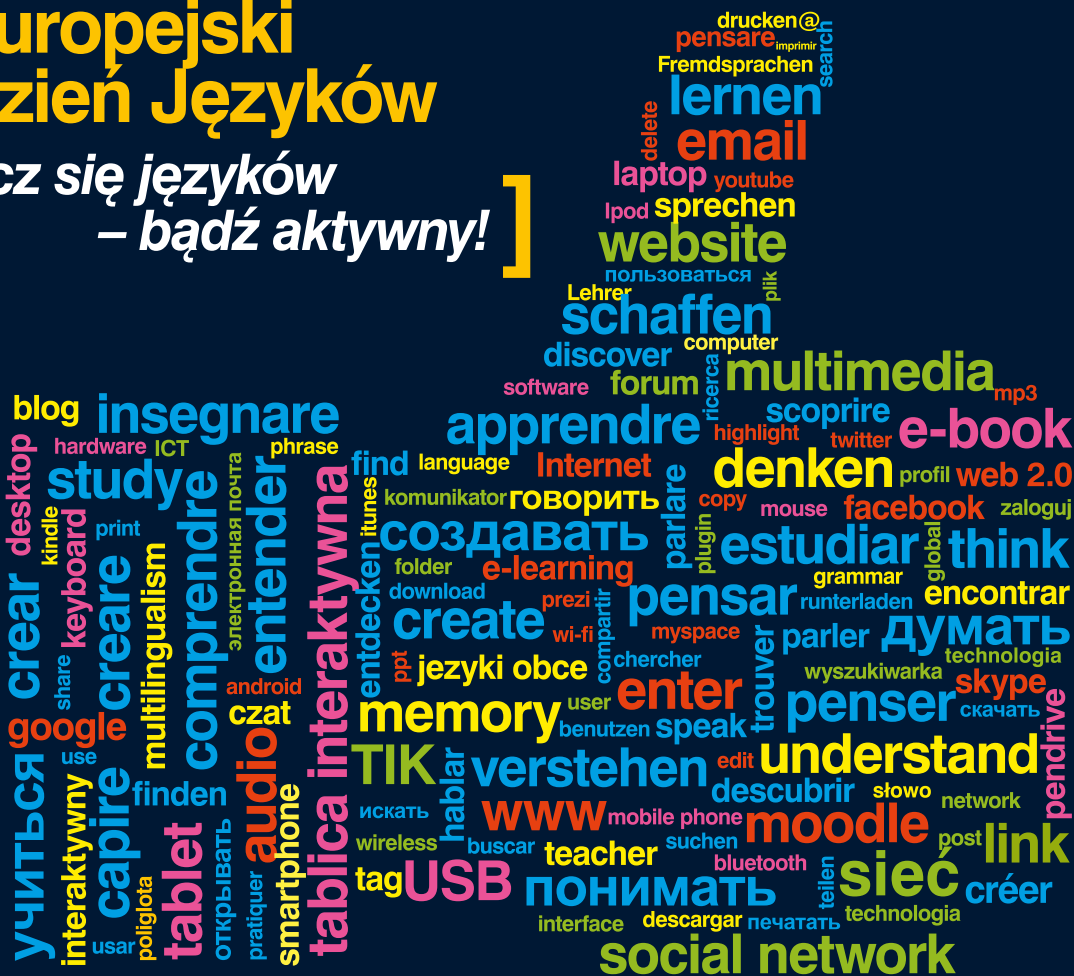 uropejski
zień Języków
cz się języków
– bądź aktywny!
]
drucken@
pensare
imprimir
search
Fremdsprachen
lernen
delete
email
laptop
youtube
Ipod
sprechen
website
пользоваться
plik
Lehrer
schaffen
computer
discover
ricerca
multimedia
software
forum
mp3
blog
insegnare
apprendre
scoprire
highlight
twitter
e-book
desktop
hardware
ICT
phrase
find
language
Internet
denken
profil
web 2.0
study
kindle
keyboard
print
comprendre
электронная почта
entender
tablica interaktywna
itunes
komunikator
говорить
parlare
copy
mouse
facebook
zaloguj
создавать
plugin
estudiar
global
think
crear
creare
multilingualism
entdecken
folder
e-learning
grammar
download
prezi
compartir
pensar
runterladen
encontrar
create
wi-fi
myspace
trouver
parler
думать
share
android
ppt
jezyki obce
chercher
technologia
wyszukiwarka
skype
google
czat
memory
user
enter
penser
скачать
pendrive
benutzen
speak
use
audio
TIK
hablar
verstehen
edit
understand
учиться
interaktywny
capire
finden
smartphone
искать
www
mobile phone
descubrir
słowo
network
tablet
открывать
wireless
buscar
teacher
suchen
moodle
post
link
bluetooth
tag
USB
понимать
teilen
sieć
créer
usar
poliglota
pratiquer
interface
descargar
печатать
technologia
social network